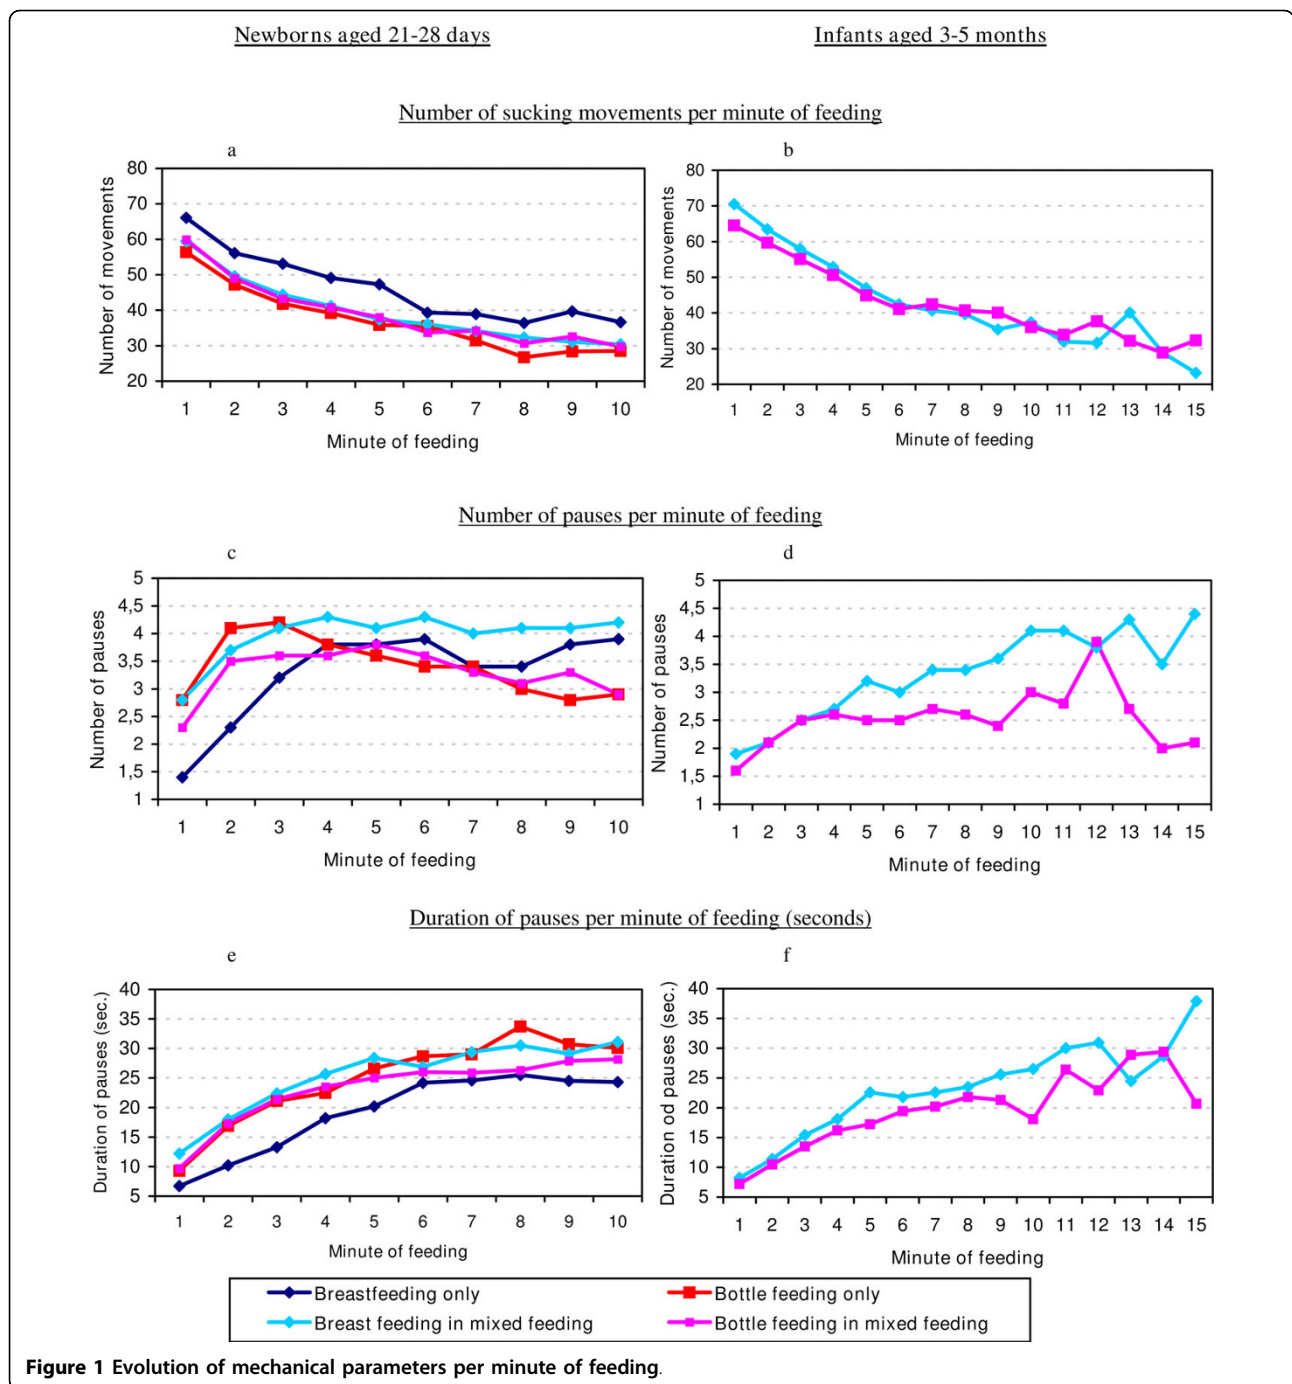 Newborns aged 21-28 days
Infants aged 3-5 months
Number of sucking movements per minute of feeding
a
Number of movements
80
70
60
50
40
30
20
1 2 3 4 5 6 7 8 9 10
Minute of feeding
b
Number of movements
80
70
60
50
40
30
20
1 2 3 4 5 6 7 8 9 10 11 12 13 14 15
Minute of feeding
Number of pauses per minute of feeding
c
Number of pauses
5
4,5
4
3,5
3
2,5
2
1,5
1
1 2 3 4 5 6 7 8 9 10
Minute of feeding
d
Number of pauses
5
4,5
4
3,5
3
2,5
2
1,5
1
1 2 3 4 5 6 7 8 9 10 11 12 13 14 15
Minute of feeding
Duration of pauses per minute of feeding (seconds)
e
Duration of pauses (sec.)
40
35
30
25
20
15
10
5
1 2 3 4 5 6 7 8 9 10
Minute of feeding
f
Duration od pauses (sec.)
40
35
30
25
20
15
10
5
1 2 3 4 5 6 7 8 9 10 11 12 13 14 15
Minute of feeding
Breastfeeding only
Bottle feeding only
Breast feeding in mixed feeding
Bottle feeding in mixed feeding
Figure 1 Evolution of mechanical parameters per minute of feeding.